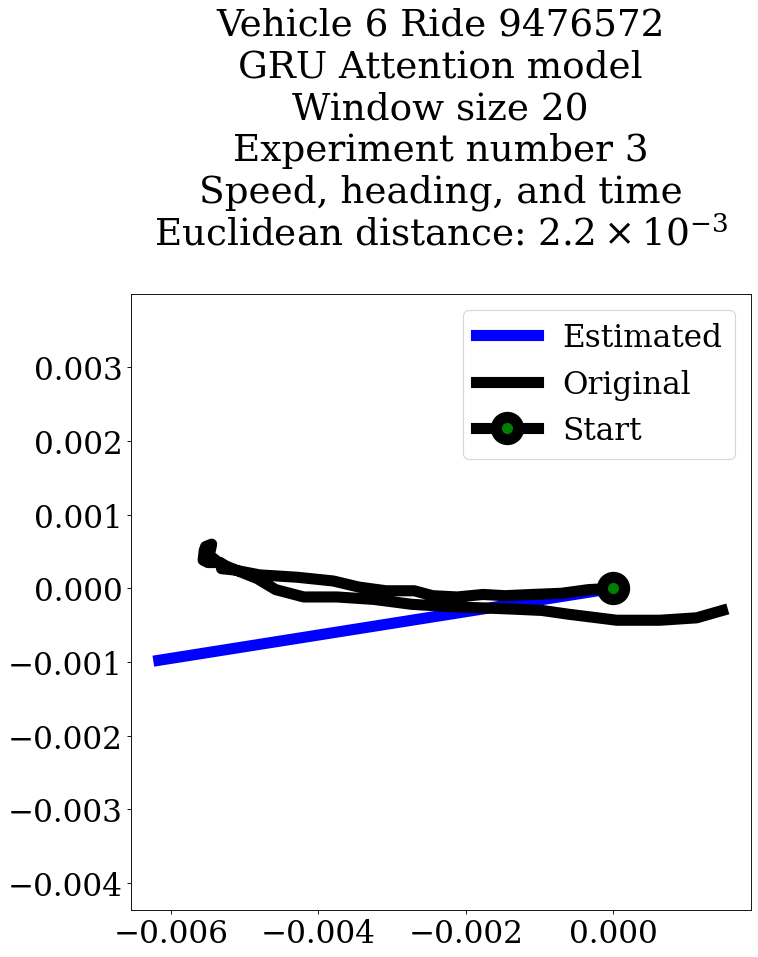 Vehicle 6 Ride 9476572
GRU Attention model
Window size 20
Experiment number 3
Speed, heading, and time
Euclidean distance: 2.2 × 10⁻³
Estimated
Original
Start
0.003
0.002
0.001
0.000
−0.001
−0.002
−0.003
−0.004
−0.006 −0.004 −0.002 0.000